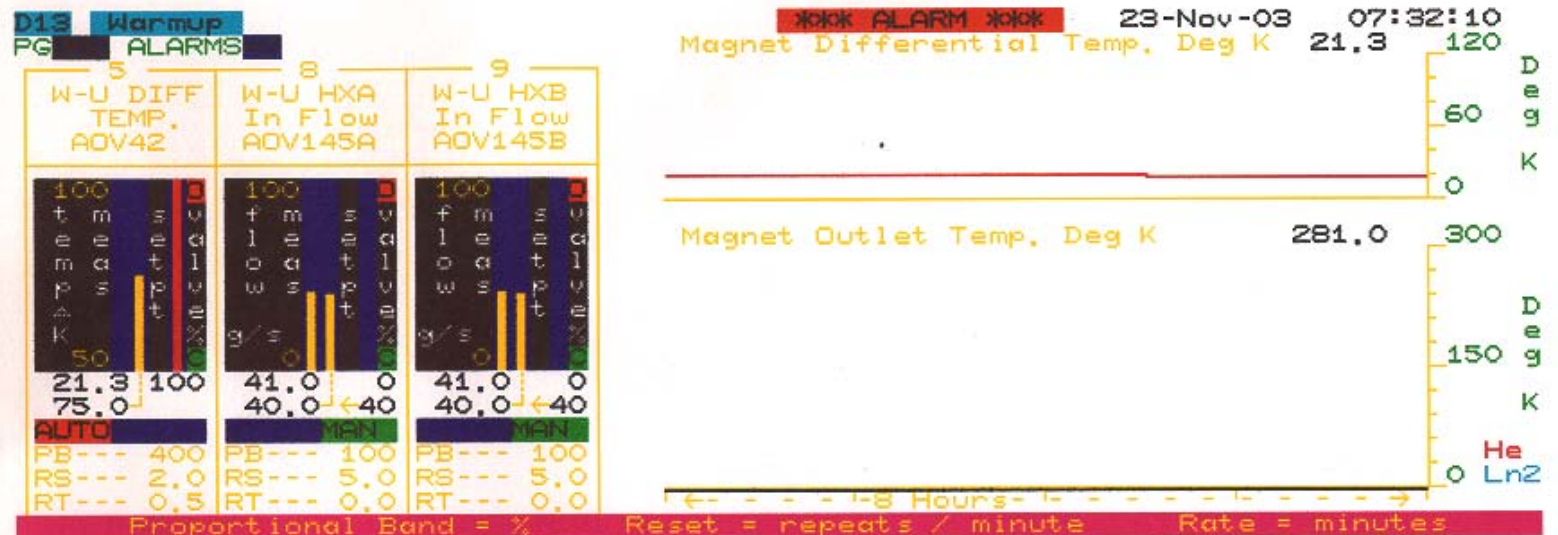 D13 Warmup *** ALARM *** 23-Nov-03 07:32:10
PG ALARMS
Magnet Differential Temp. Deg K 21.3 120
60
0
Deg K
5
W-U DIFF
TEMP.
AOV42
8
W-U HXA
In Flow
AOV145A
9
W-U HXB
In Flow
AOV145B
100
temp^K
50
meas
setpt
valve%
C
21.3 100
75.0
AUTO
PB--- 400
RS--- 2.0
RT--- 0.5
100
flow
g/s
0
meas
setpt
valve%
C
41.0 0
40.0 ←40
MAN
PB--- 100
RS--- 5.0
RT--- 0.0
100
flow
g/s
0
meas
setpt
valve%
C
41.0 0
40.0 ←40
MAN
PB--- 100
RS--- 5.0
RT--- 0.0
Magnet Outlet Temp. Deg K 281.0 300
150
0
Deg K
He
Ln2
8 Hours
Proportional Band = % Reset = repeats / minute Rate = minutes